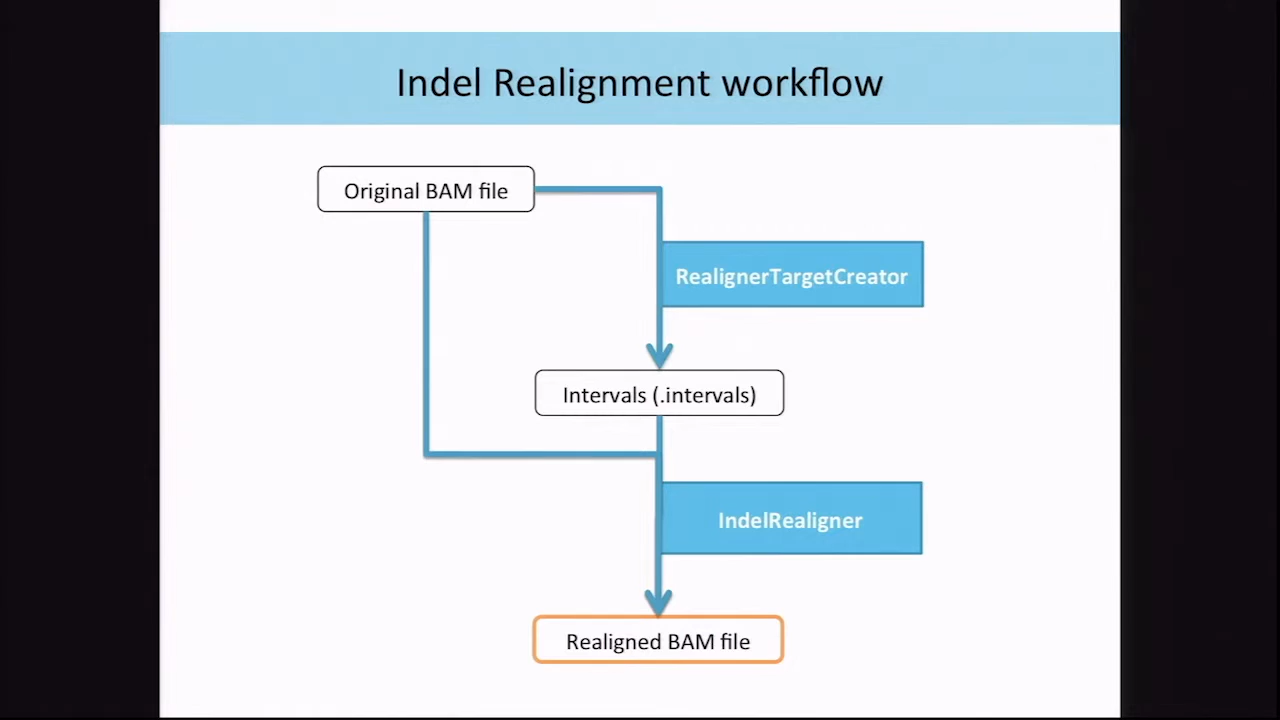 Indel Realignment workflow
Original BAM file
RealignerTargetCreator
Intervals (.intervals)
IndelRealigner
Realigned BAM file